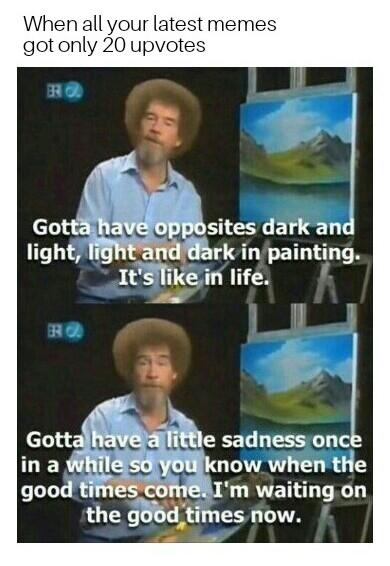 When all your latest memes
got only 20 upvotes
BR α
Gotta have opposites dark and
light, light and dark in painting.
It's like in life.
BR α
Gotta have a little sadness once
in a while so you know when the
good times come. I'm waiting on
the good times now.